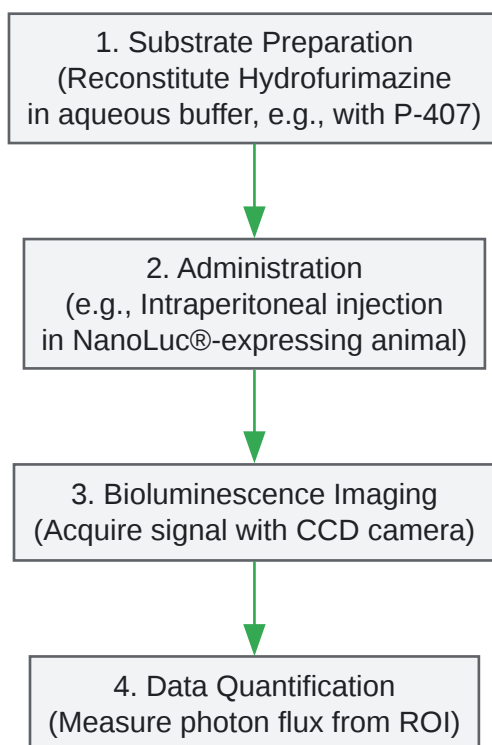 1. Substrate Preparation
(Reconstitute Hydrofurimazine
in aqueous buffer, e.g., with P-407)
2. Administration
(e.g., Intraperitoneal injection
in NanoLuc®-expressing animal)
3. Bioluminescence Imaging
(Acquire signal with CCD camera)
4. Data Quantification
(Measure photon flux from ROI)